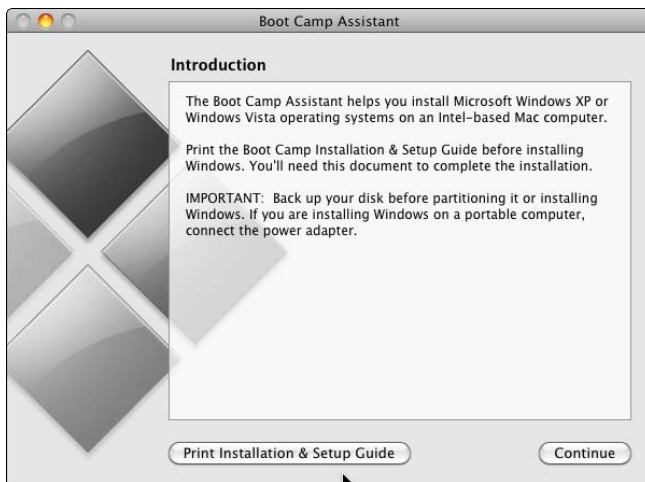 Boot Camp Assistant
Introduction
The Boot Camp Assistant helps you install Microsoft Windows XP or
Windows Vista operating systems on an Intel-based Mac computer.
Print the Boot Camp Installation & Setup Guide before installing
Windows. You'll need this document to complete the installation.
IMPORTANT:  Back up your disk before partitioning it or installing
Windows. If you are installing Windows on a portable computer,
connect the power adapter.
Print Installation & Setup Guide
Continue